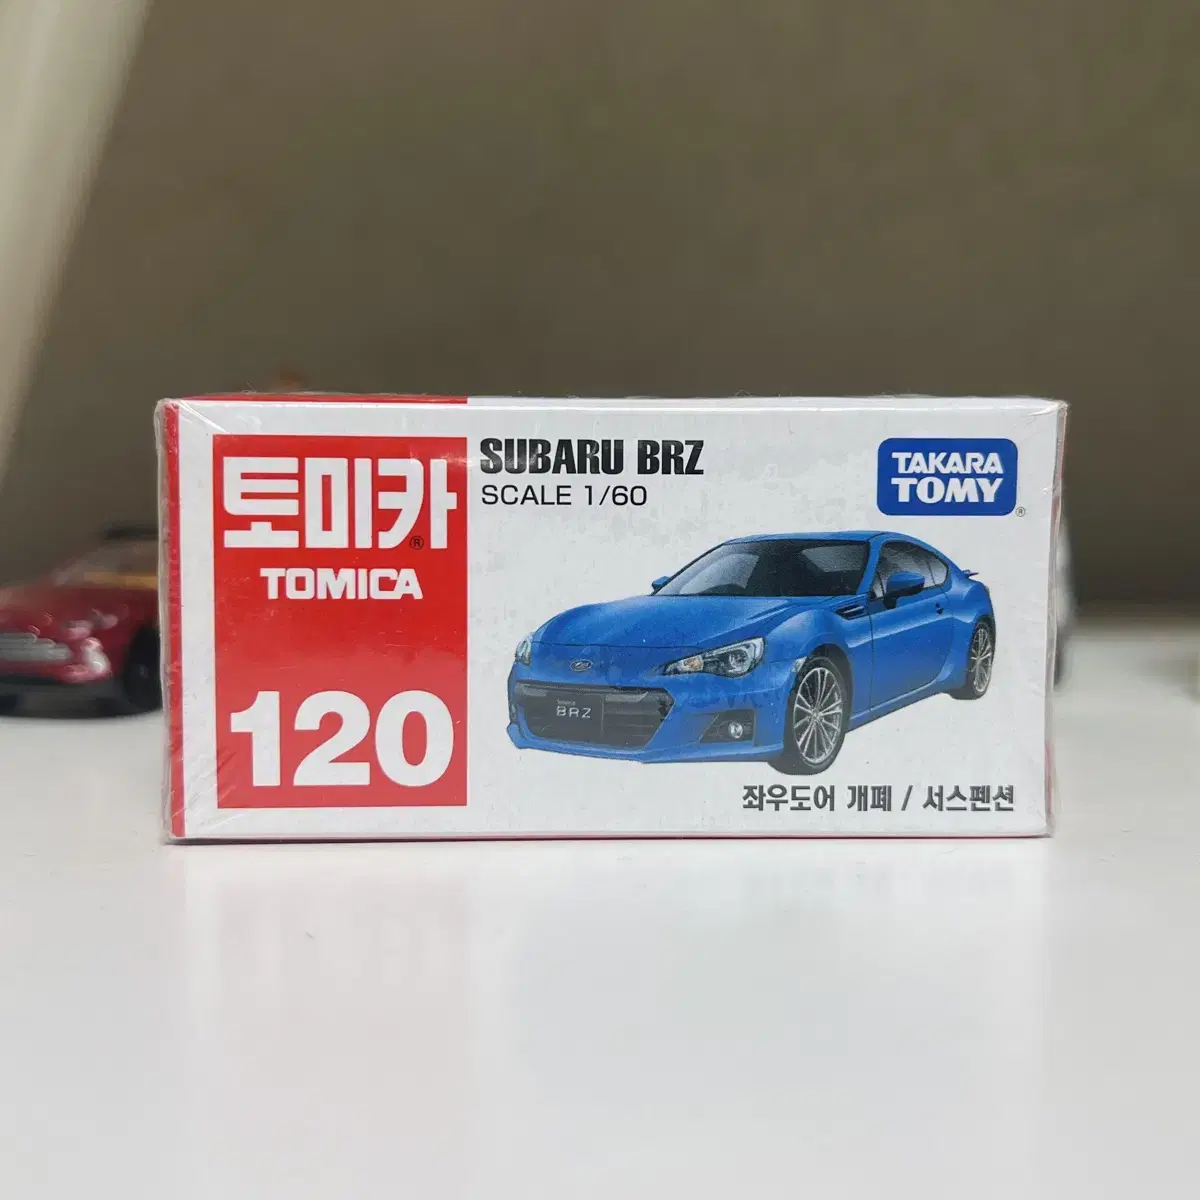 토미카®
TOMICA
120
SUBARU BRZ
SCALE 1/60
TAKARA
TOMY®
BRZ
좌우도어 개폐 / 서스펜션